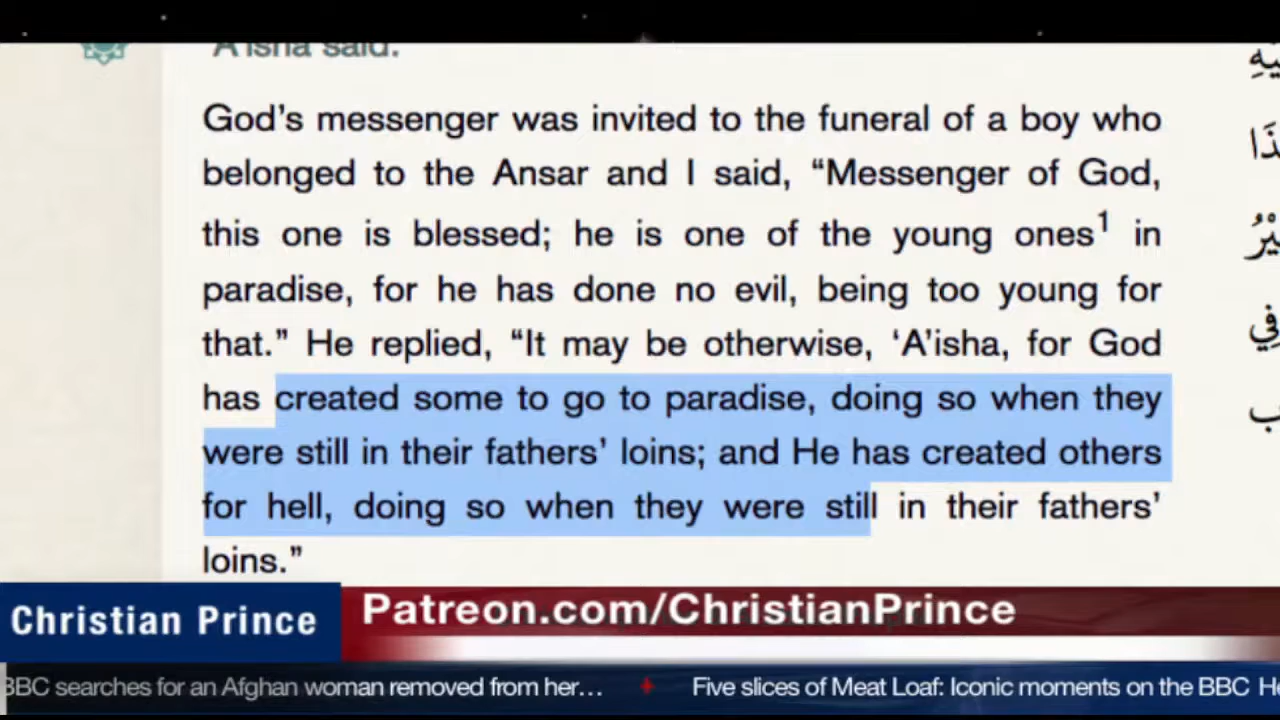 A'isha said:
God's messenger was invited to the funeral of a boy who
belonged to the Ansar and I said, “Messenger of God,
this one is blessed; he is one of the young ones¹ in
paradise, for he has done no evil, being too young for
that.” He replied, “It may be otherwise, ‘A’isha, for God
has created some to go to paradise, doing so when they
were still in their fathers’ loins; and He has created others
for hell, doing so when they were still in their fathers’
loins.”
في
Christian Prince
Patreon.com/ChristianPrince
BBC searches for an Afghan woman removed from her... Five slices of Meat Loaf: Iconic moments on the BBC